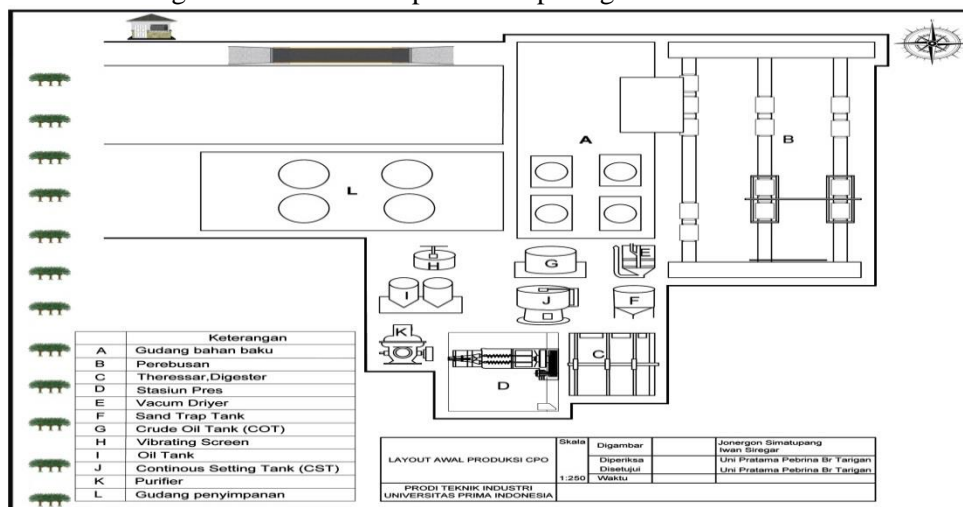 A
B
L
H
G
E
I
J
F
K
C
D
Keterangan
A Gudang bahan baku
B Perebusan
C Theressar,Digester
D Stasiun Pres
E Vacum Driyer
F Sand Trap Tank
G Crude Oil Tank (COT)
H Vibrating Screen
I Oil Tank
J Continous Setting Tank (CST)
K Purifier
L Gudang penyimpanan
LAYOUT AWAL PRODUKSI CPO
Skala
1:250
Digambar Jonergon Simatupang
Iwan Siregar
Diperiksa Uni Pratama Pebrina Br Tarigan
Disetujui Uni Pratama Pebrina Br Tarigan
Waktu
PRODI TEKNIK INDUSTRI
UNIVERSITAS PRIMA INDONESIA